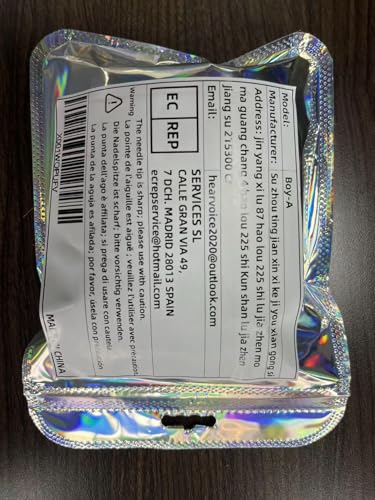 Model: Boy-A
Manufacturer: Su zhou ting jian xin xi ke ji you xian gong si
Address: jin yang xi lu 87 hao lou 225 shi lu jia zhen mo
ma guang chang 4 hao lou 225 shi kun shan lu jia zhen
jiang su 215300
Email: hearvoice2020@outlook.com
EC REP
SERVICES SL
CALLE GRAN VIA 49,
7 DCH. MADRID 28013 SPAIN
ecrepservice@hotmail.com
Warning
The needle tip is sharp; please use with caution.
La pointe de l'aiguille est aiguë ; veuillez l'utiliser avec
Die Nadelspitze ist scharf; bitte vorsichtig verwenden.
La punta dell'ago è affilata; si prega di usare con cautela
La punta de la aguja es afilada; por favor, úsela con precaución
MADE IN CHINA